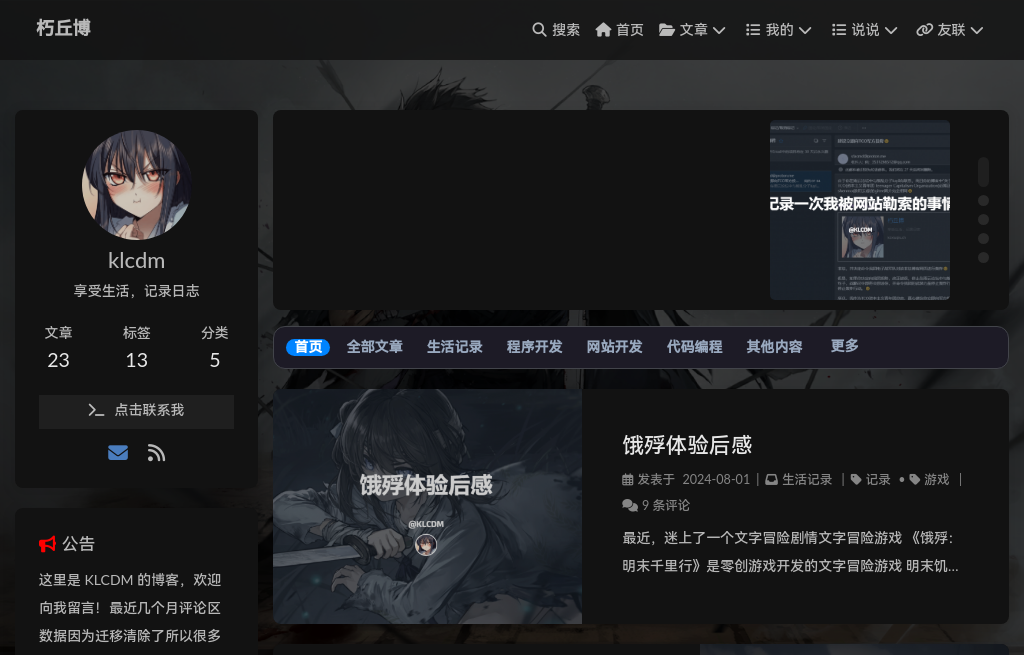 朽丘博
搜索 首页 文章 我的 说说 友联
klcdm
享受生活，记录日志
文章 标签 分类
23 13 5
点击联系我
公告
这里是 KLCDM 的博客，欢迎
向我留言！最近几个月评论区
数据因为迁移清除了所以很多
记录一次我被网站勒索的事情
@KLCDM
首页 全部文章 生活记录 程序开发 网站开发 代码编程 其他内容 更多
饿殍体验后感
@KLCDM
饿殍体验后感
发表于 2024-08-01 | 生活记录 | 记录 • 游戏 |
9 条评论
最近，迷上了一个文字冒险剧情文字冒险游戏 《饿殍：
明末千里行》是零创游戏开发的文字冒险游戏 明末饥...